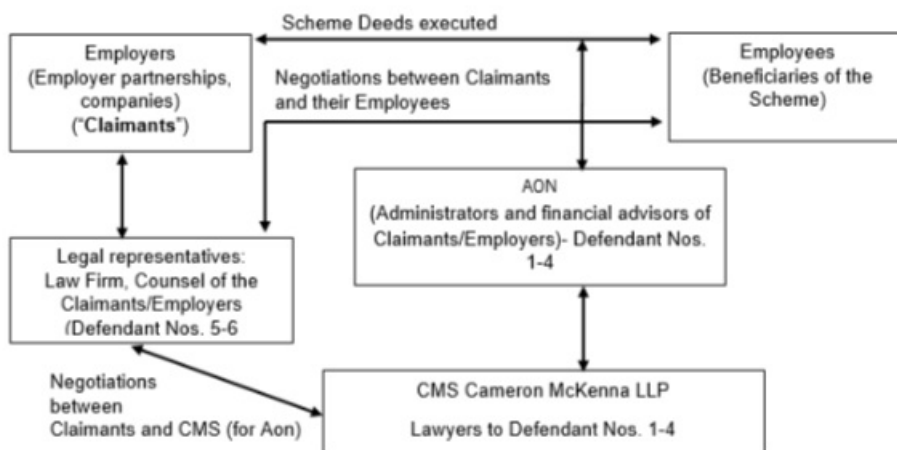 Scheme Deeds executed
Employers
(Employer partnerships,
companies)
("Claimants")
Negotiations between Claimants
and their Employees
Employees
(Beneficiaries of the
Scheme)
AON
(Administrators and financial advisors of
Claimants/Employers)- Defendant Nos.
1-4
Legal representatives:
Law Firm, Counsel of the
Claimants/Employers
(Defendant Nos. 5-6
Negotiations
between
Claimants and CMS (for Aon)
CMS Cameron McKenna LLP
Lawyers to Defendant Nos. 1-4